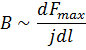 B ~ dF_max / jdl